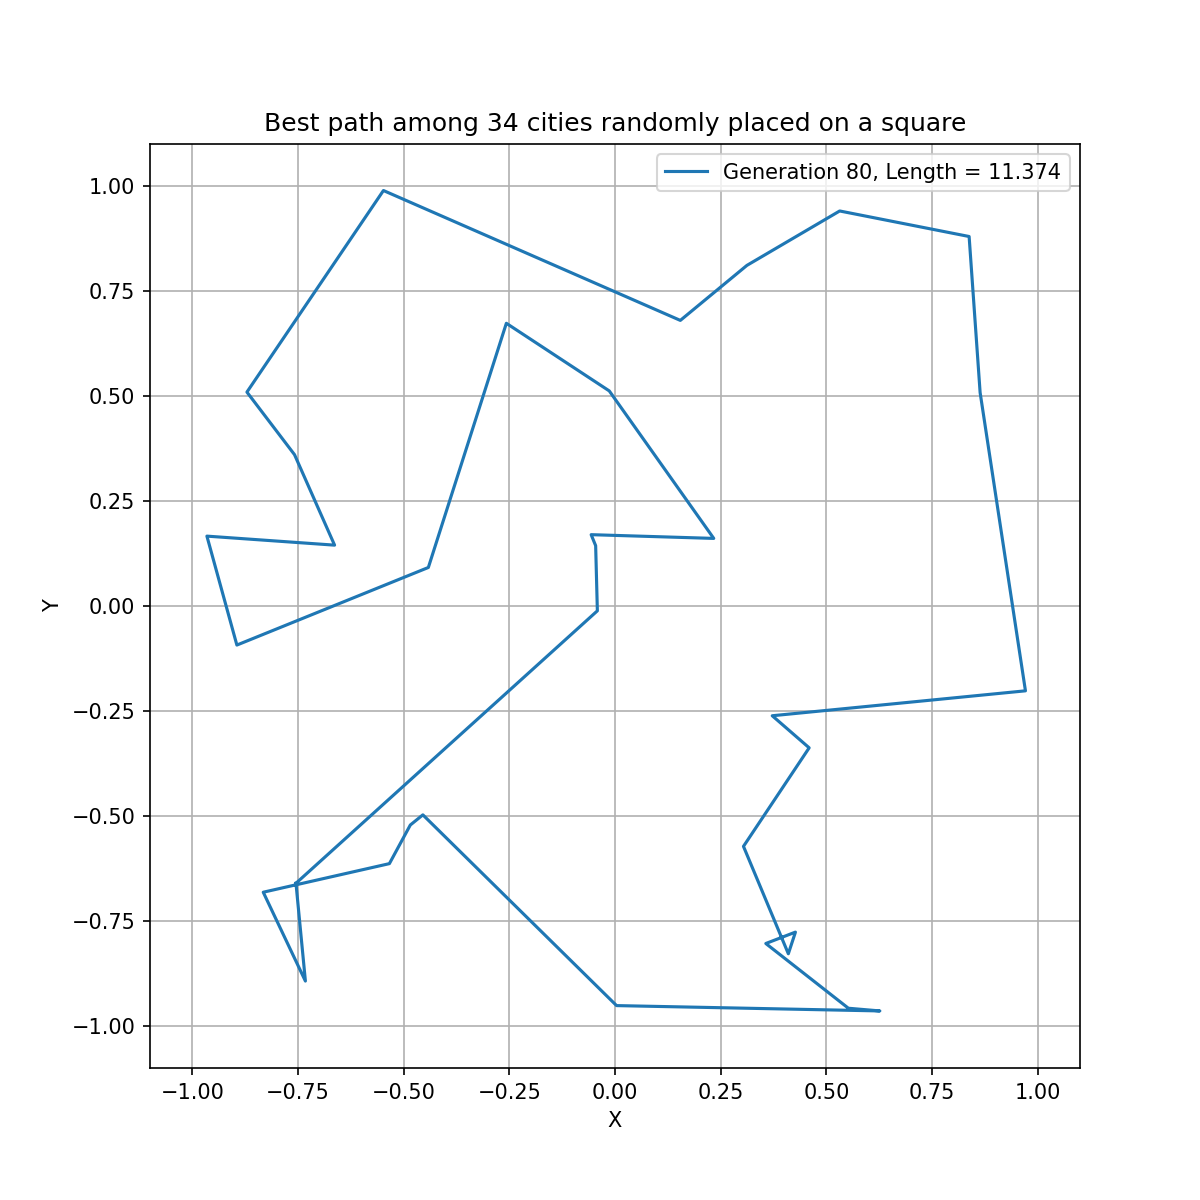 Best path among 34 cities randomly placed on a square
Generation 80, Length = 11.374
1.00
0.75
0.50
0.25
0.00
−0.25
−0.50
−0.75
−1.00
Y
−1.00 −0.75 −0.50 −0.25 0.00 0.25 0.50 0.75 1.00
X